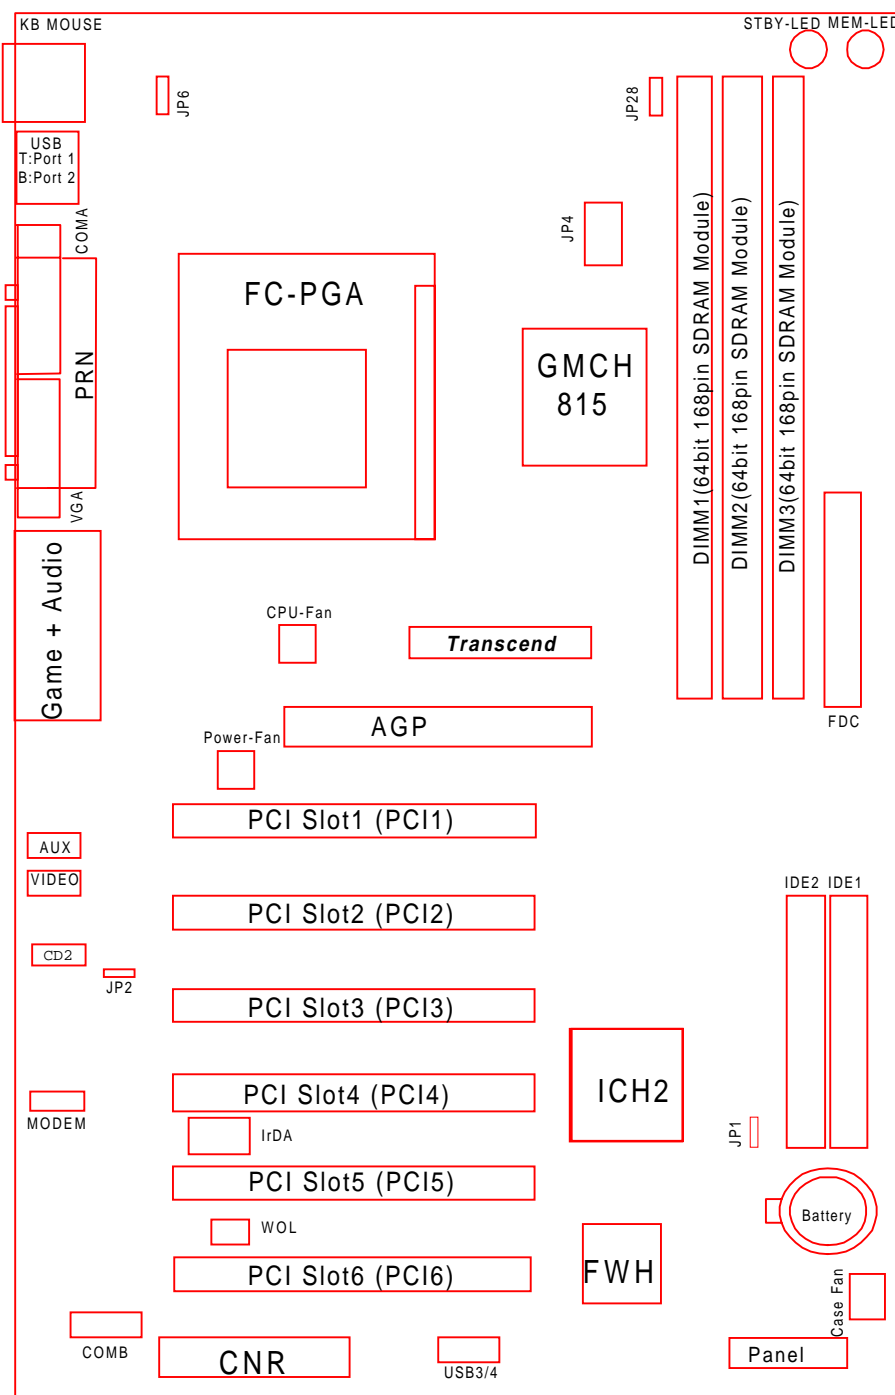 KB MOUSE
STBY-LED
MEM-LED
JP6
JP28
USB
T:Port 1
B:Port 2
COMA
JP4
FC-PGA
PRN
GMCH
815
DIMM1(64bit 168pin SDRAM Module)
DIMM2(64bit 168pin SDRAM Module)
DIMM3(64bit 168pin SDRAM Module)
VGA
Game + Audio
CPU-Fan
Transcend
FDC
AGP
Power-Fan
PCI Slot1 (PCI1)
AUX
VIDEO
IDE2
IDE1
PCI Slot2 (PCI2)
CD2
JP2
PCI Slot3 (PCI3)
ICH2
PCI Slot4 (PCI4)
MODEM
IrDA
JP1
PCI Slot5 (PCI5)
Battery
WOL
PCI Slot6 (PCI6)
FWH
Case Fan
COMB
CNR
USB3/4
Panel